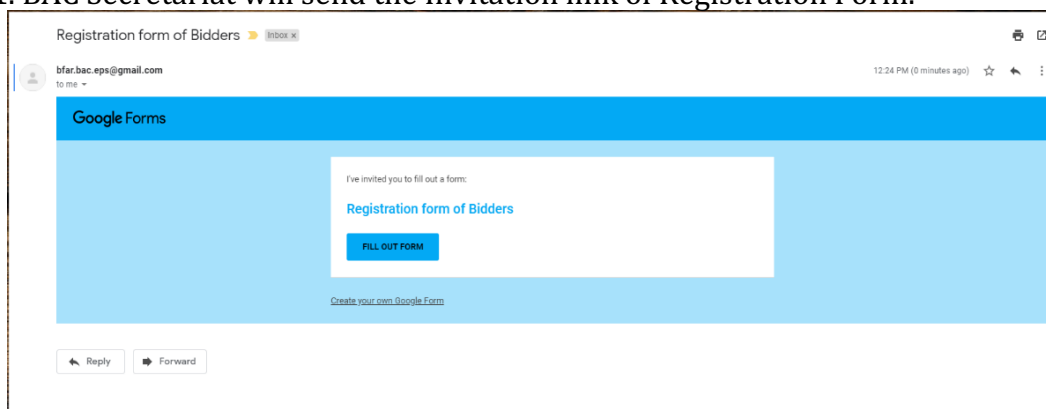 1. BAC Secretariat will send the Invitation link of Registration Form.
Registration form of Bidders Inbox x
bfar.bac.eps@gmail.com 12:24 PM (0 minutes ago)
to me
Google Forms
I've invited you to fill out a form:
Registration form of Bidders
FILL OUT FORM
Create your own Google Form
Reply Forward